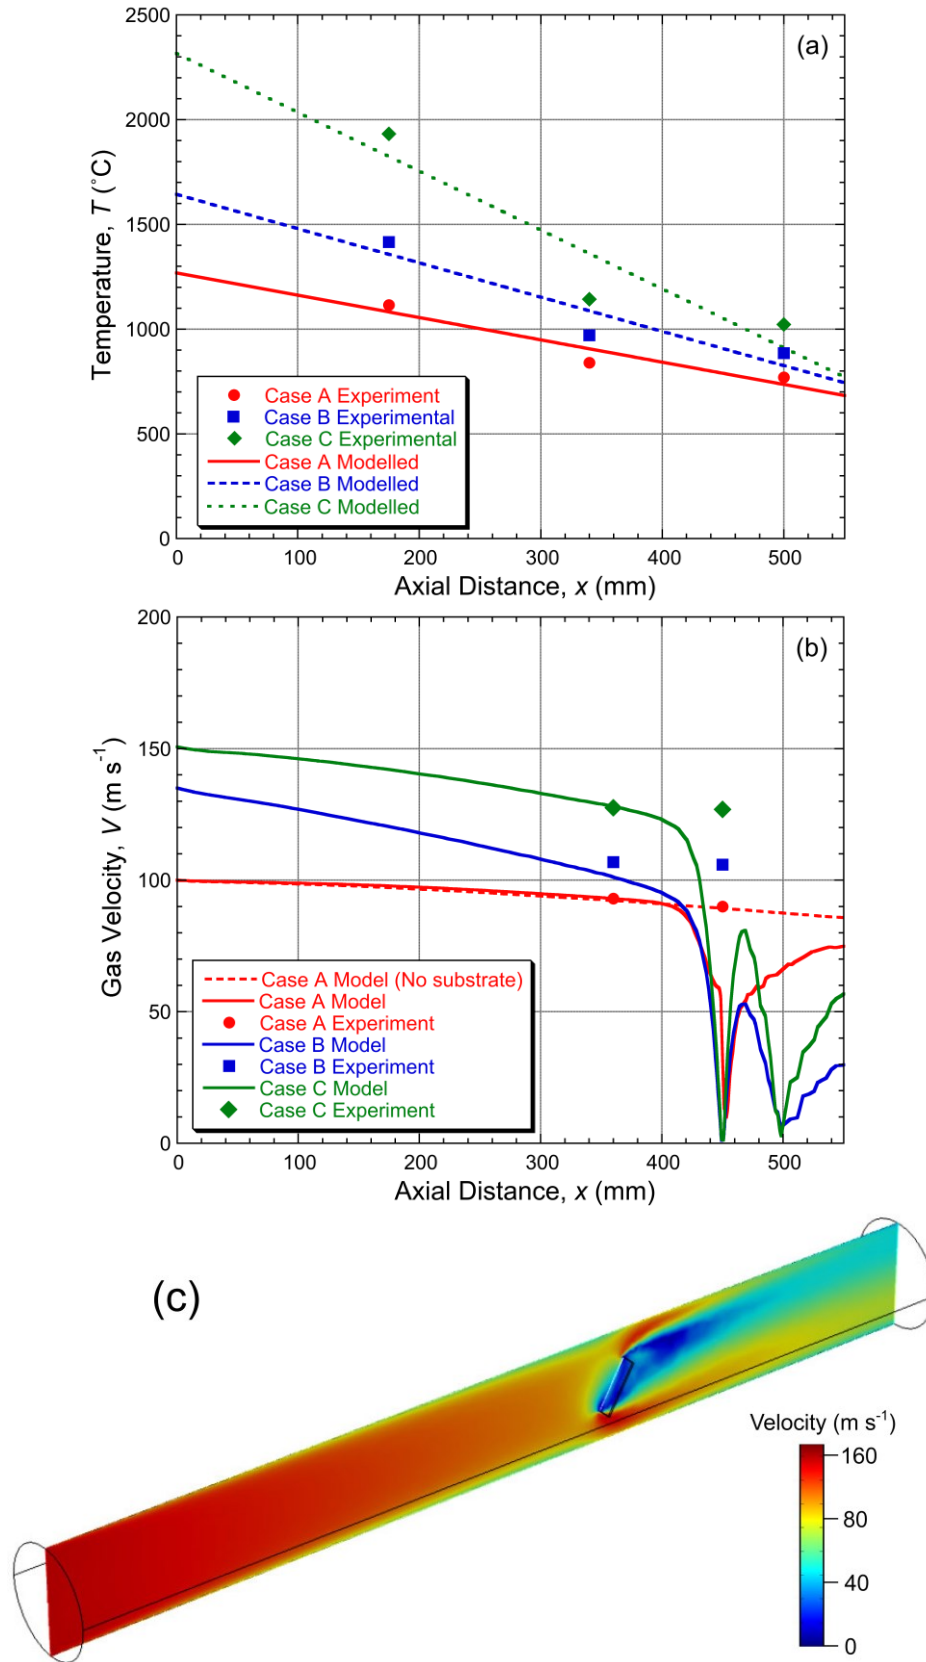 2500
(a)
2000
1500
1000
500
0
Temperature, T (˚C)
Case A Experiment
Case B Experimental
Case C Experimental
Case A Modelled
Case B Modelled
Case C Modelled
0 100 200 300 400 500
Axial Distance, x (mm)
200
(b)
150
100
50
0
Gas Velocity, V (m s⁻¹)
Case A Model (No substrate)
Case A Model
Case A Experiment
Case B Model
Case B Experiment
Case C Model
Case C Experiment
0 100 200 300 400 500
Axial Distance, x (mm)
(c)
Velocity (m s⁻¹)
160
80
40
0